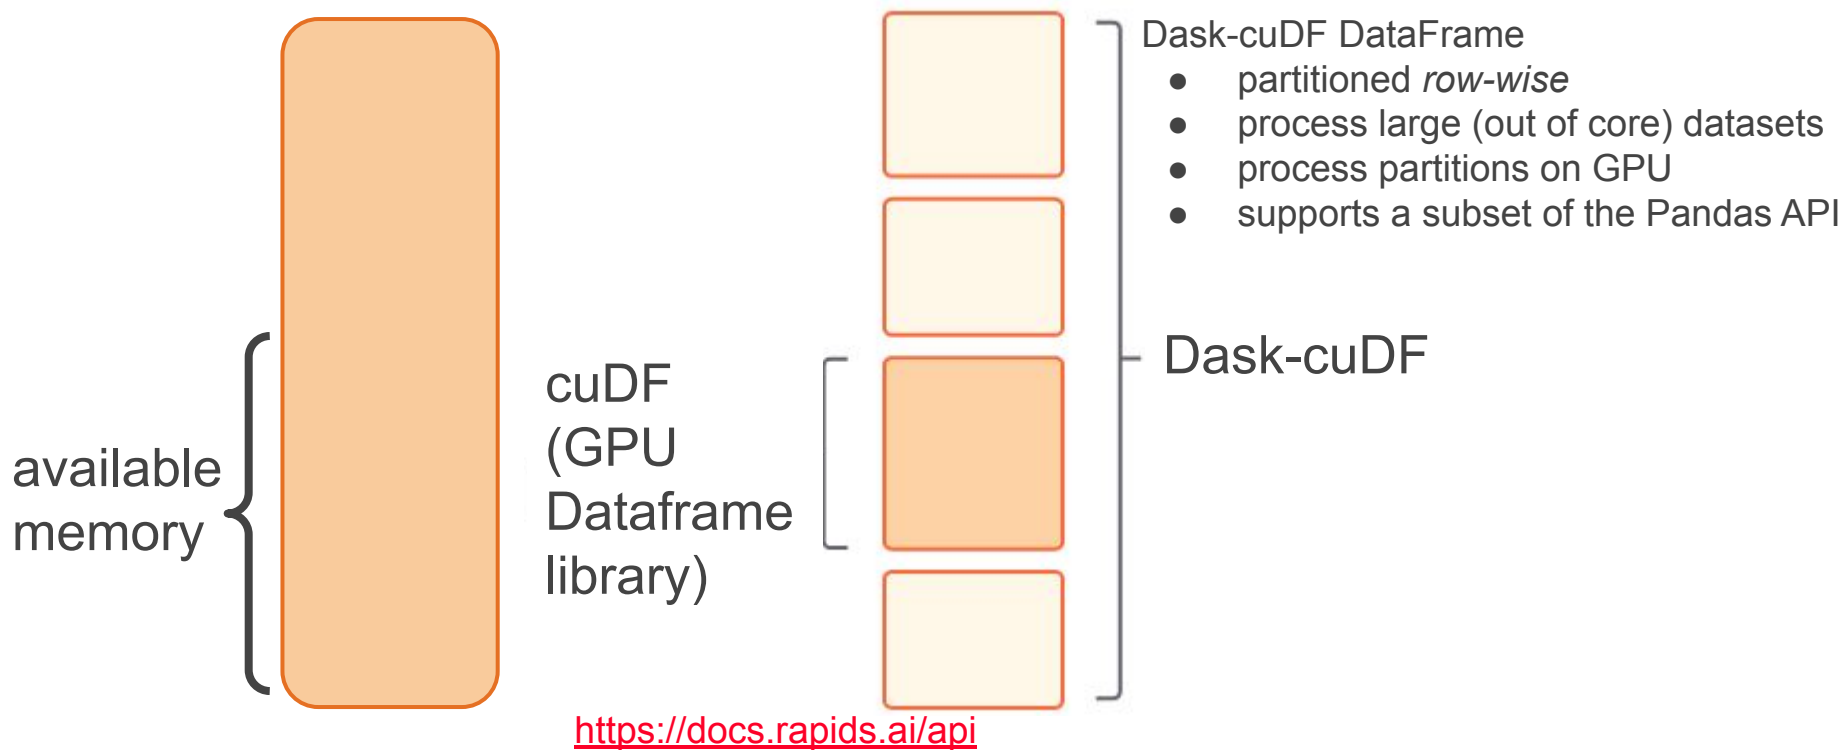 available
memory
cuDF
(GPU
Dataframe
library)
Dask-cuDF DataFrame
● partitioned row-wise
● process large (out of core) datasets
● process partitions on GPU
● supports a subset of the Pandas API
Dask-cuDF
https://docs.rapids.ai/api